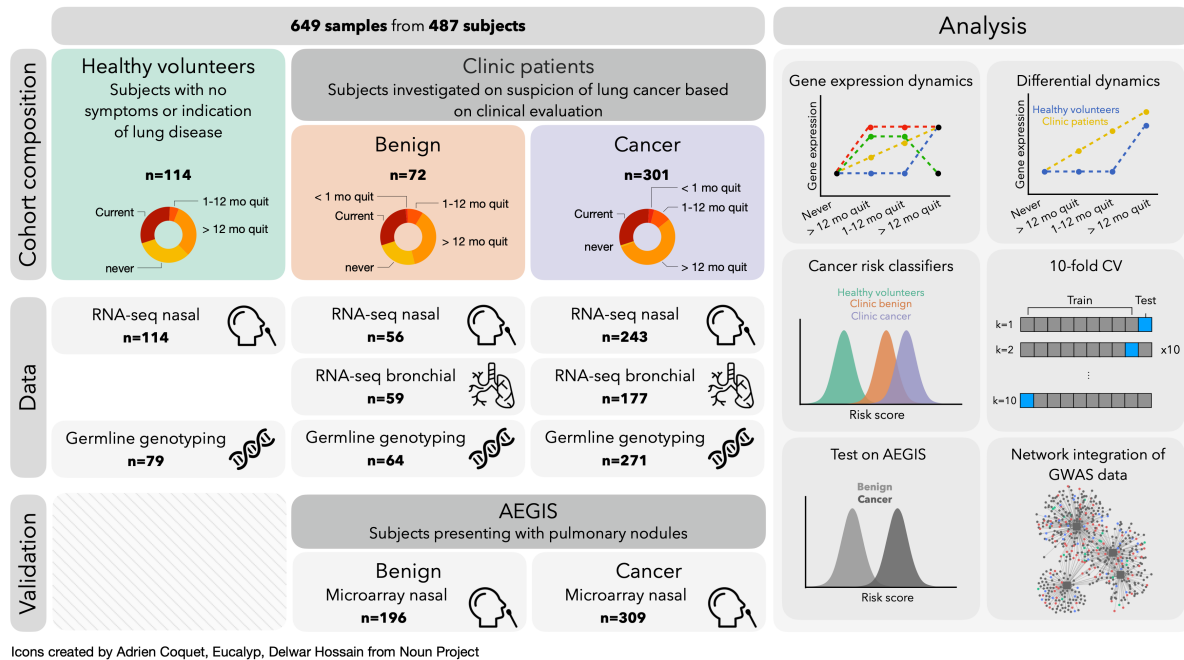 649 samples from 487 subjects
Cohort composition
Healthy volunteers
Subjects with no
symptoms or indication
of lung disease
n=114
Current
1-12 mo quit
> 12 mo quit
never
Clinic patients
Subjects investigated on suspicion of lung cancer based
on clinical evaluation
Benign
n=72
< 1 mo quit
1-12 mo quit
Current
> 12 mo quit
never
Cancer
n=301
< 1 mo quit
1-12 mo quit
Current
never
> 12 mo quit
Data
RNA-seq nasal
n=114
RNA-seq nasal
n=56
RNA-seq nasal
n=243
RNA-seq bronchial
n=59
RNA-seq bronchial
n=177
Germline genotyping
n=79
Germline genotyping
n=64
Germline genotyping
n=271
Validation
AEGIS
Subjects presenting with pulmonary nodules
Benign
Microarray nasal
n=196
Cancer
Microarray nasal
n=309
Analysis
Gene expression dynamics
Gene expression
Never
> 12 mo quit
1-12 mo quit
> 12 mo quit
Differential dynamics
Healthy volunteers
Clinic patients
Gene expression
Never
> 12 mo quit
1-12 mo quit
> 12 mo quit
Cancer risk classifiers
Healthy volunteers
Clinic benign
Clinic cancer
Risk score
10-fold CV
Train
Test
k=1
k=2
x10
⋮
k=10
Test on AEGIS
Benign
Cancer
Risk score
Network integration of
GWAS data
Icons created by Adrien Coquet, Eucalyp, Delwar Hossain from Noun Project